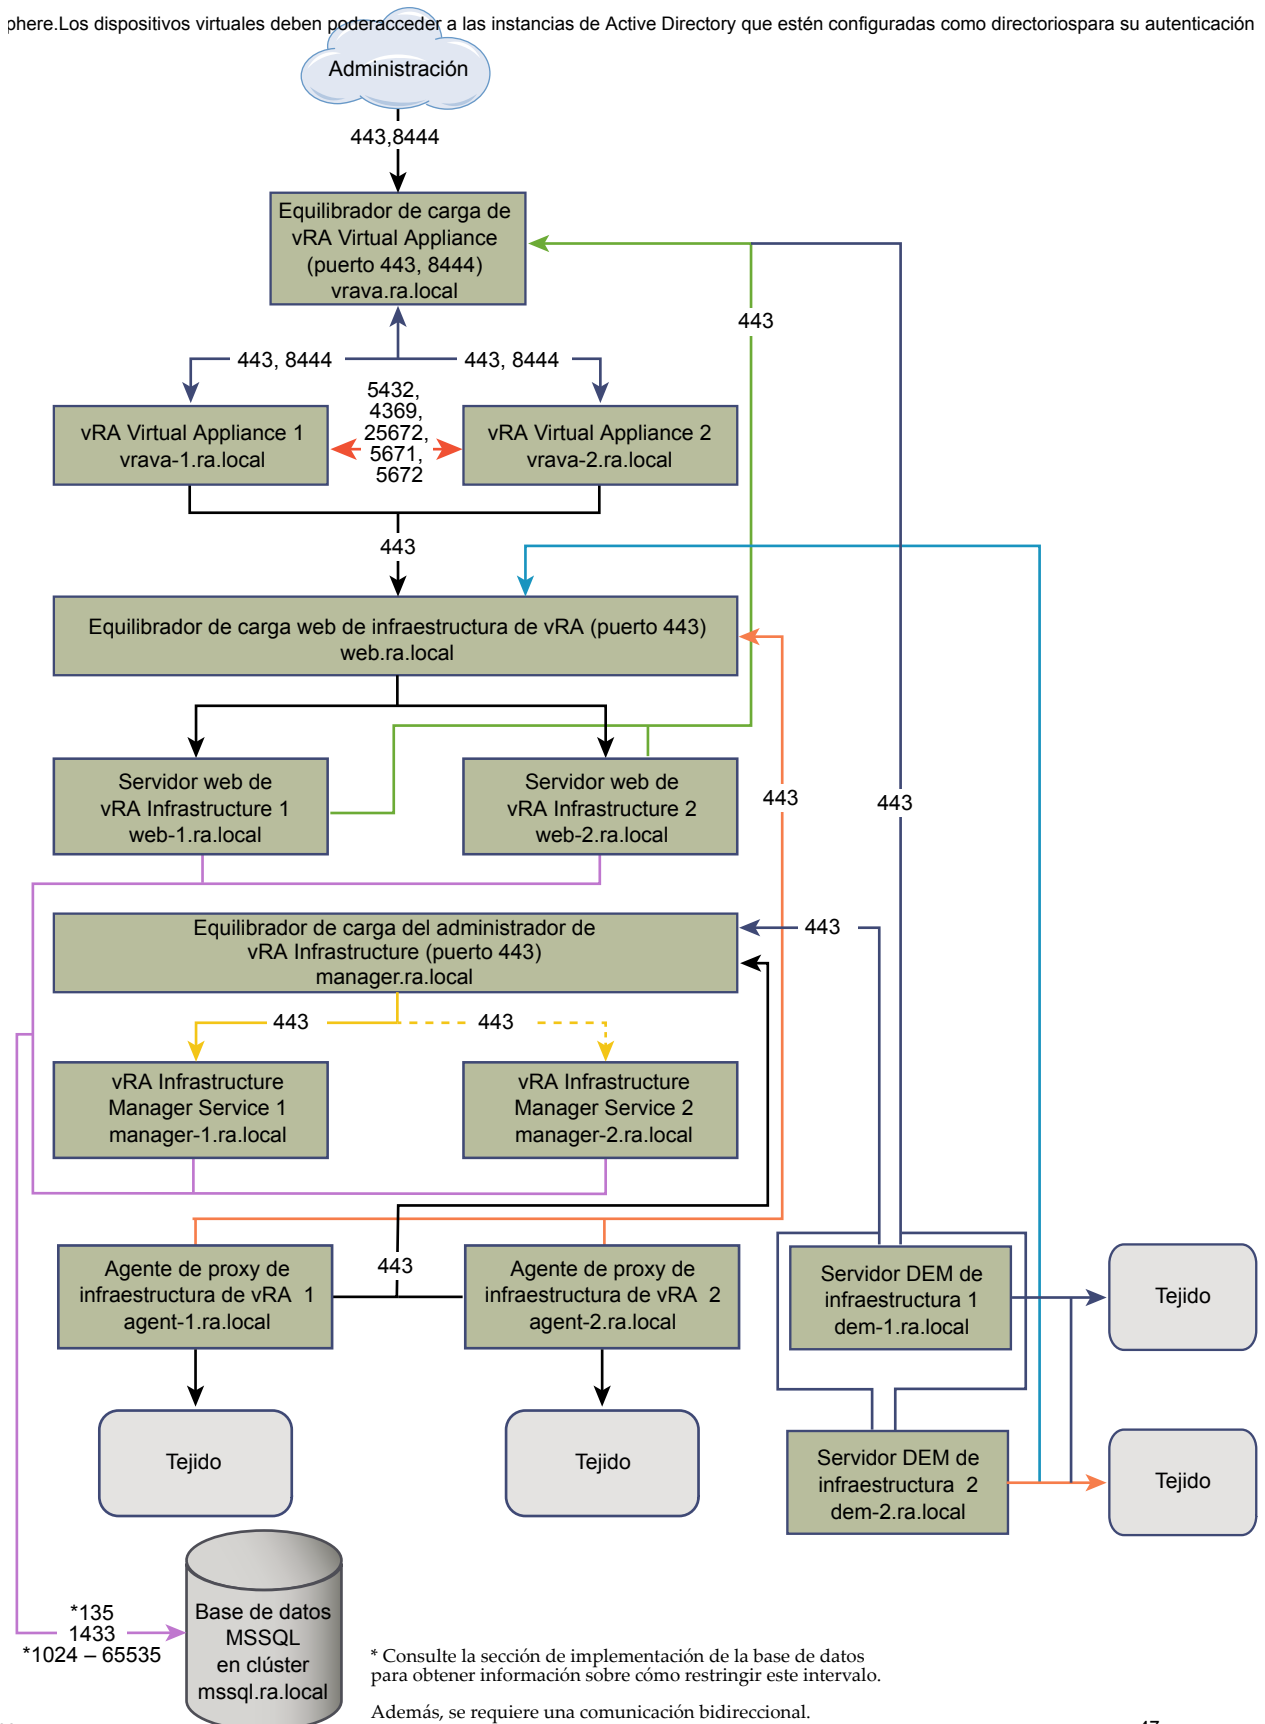 phere.Los dispositivos virtuales deben poderacceder a las instancias de Active Directory que estén configuradas como directoriospara su autenticación
Administración
443,8444
Equilibrador de carga de
vRA Virtual Appliance
(puerto 443, 8444)
vrava.ra.local
443
443, 8444
443, 8444
5432,
4369,
25672,
5671,
5672
vRA Virtual Appliance 1
vrava-1.ra.local
vRA Virtual Appliance 2
vrava-2.ra.local
443
Equilibrador de carga web de infraestructura de vRA (puerto 443)
web.ra.local
Servidor web de
vRA Infrastructure 1
web-1.ra.local
Servidor web de
vRA Infrastructure 2
web-2.ra.local
443
443
Equilibrador de carga del administrador de
vRA Infrastructure (puerto 443)
manager.ra.local
443
443
443
vRA Infrastructure
Manager Service 1
manager-1.ra.local
vRA Infrastructure
Manager Service 2
manager-2.ra.local
Agente de proxy de
infraestructura de vRA 1
agent-1.ra.local
443
Agente de proxy de
infraestructura de vRA 2
agent-2.ra.local
Servidor DEM de
infraestructura 1
dem-1.ra.local
Tejido
Tejido
Tejido
Servidor DEM de
infraestructura 2
dem-2.ra.local
Tejido
*135
1433
*1024 – 65535
Base de datos
MSSQL
en clúster
mssql.ra.local
* Consulte la sección de implementación de la base de datos
para obtener información sobre cómo restringir este intervalo.
Además, se requiere una comunicación bidireccional.